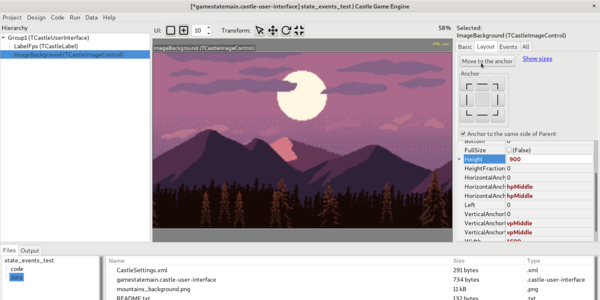 [*gamestatemain.castle-user-interface] state_events_test | Castle Game Engine
Project Design Code Run Data Help
Hierarchy
Group1 (TCastleUserInterface)
LabelFps (TCastleLabel)
ImageBackground (TCastleImageControl)
UI: 10 58%
ImageBackground (TCastleImageControl)
Selected:
ImageBackground (TCastleImageControl)
Basic Layout Events All
Move to the anchor Show sizes
Anchor
Anchor to the same side of Parent
Bottom 0
FullSize (False)
Height 900
HeightFraction 0
HorizontalAnch 0
HorizontalAnch hpMiddle
HorizontalAnch hpMiddle
Left 0
VerticalAnchor 0
VerticalAnchor vpMiddle
VerticalAnchor vpMiddle
Width 1600
Files Output
state_events_test
code
data
Name Size Type
CastleSettings.xml 291 bytes .xml
gamestatemain.castle-user-interface 734 bytes .castle-user-interface
mountains_background.png 11 kB .png
README.txt 132 bytes .txt